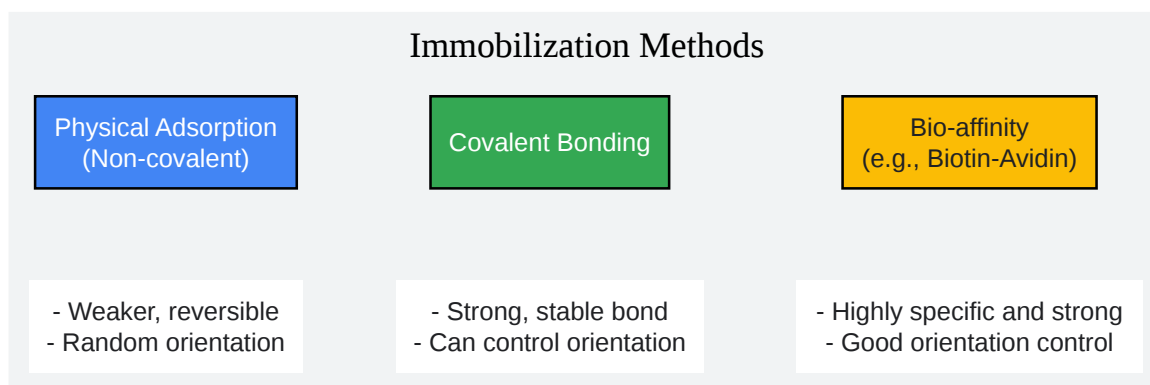 Immobilization Methods
Physical Adsorption
(Non-covalent)
Covalent Bonding
Bio-affinity
(e.g., Biotin-Avidin)
- Weaker, reversible
- Random orientation
- Strong, stable bond
- Can control orientation
- Highly specific and strong
- Good orientation control